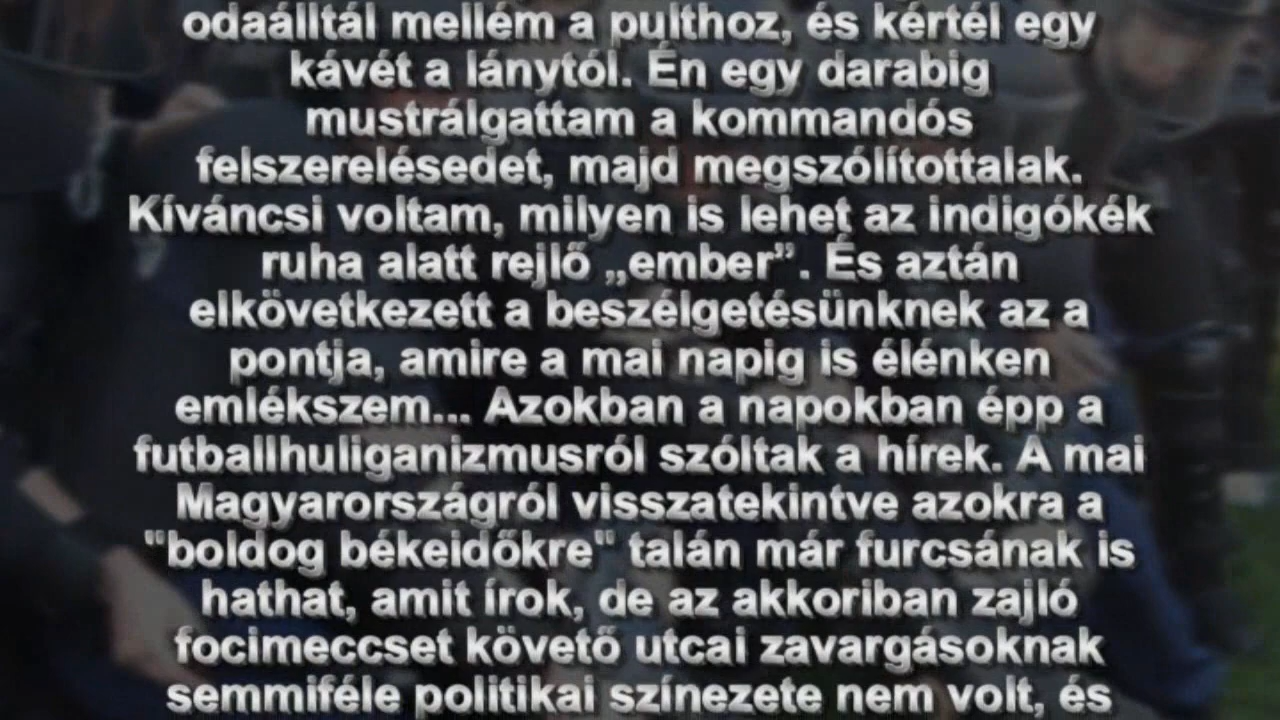 odaálltál mellém a pulthoz, és kértél egy
kávét a lánytól. Én egy darabig
mustrálgattam a kommandós
felszerelésedet, majd megszólítottalak.
Kíváncsi voltam, milyen is lehet az indigókék
ruha alatt rejlő „ember”. És aztán
elkövetkezett a beszélgetésünknek az a
pontja, amire a mai napig is élénken
emlékszem... Azokban a napokban épp a
futballhuliganizmusról szóltak a hírek. A mai
Magyarországról visszatekintve azokra a
"boldog békeidőkre" talán már furcsának is
hathat, amit írok, de az akkoriban zajló
focimeccset követő utcai zavargásoknak
semmiféle politikai színezete nem volt, és